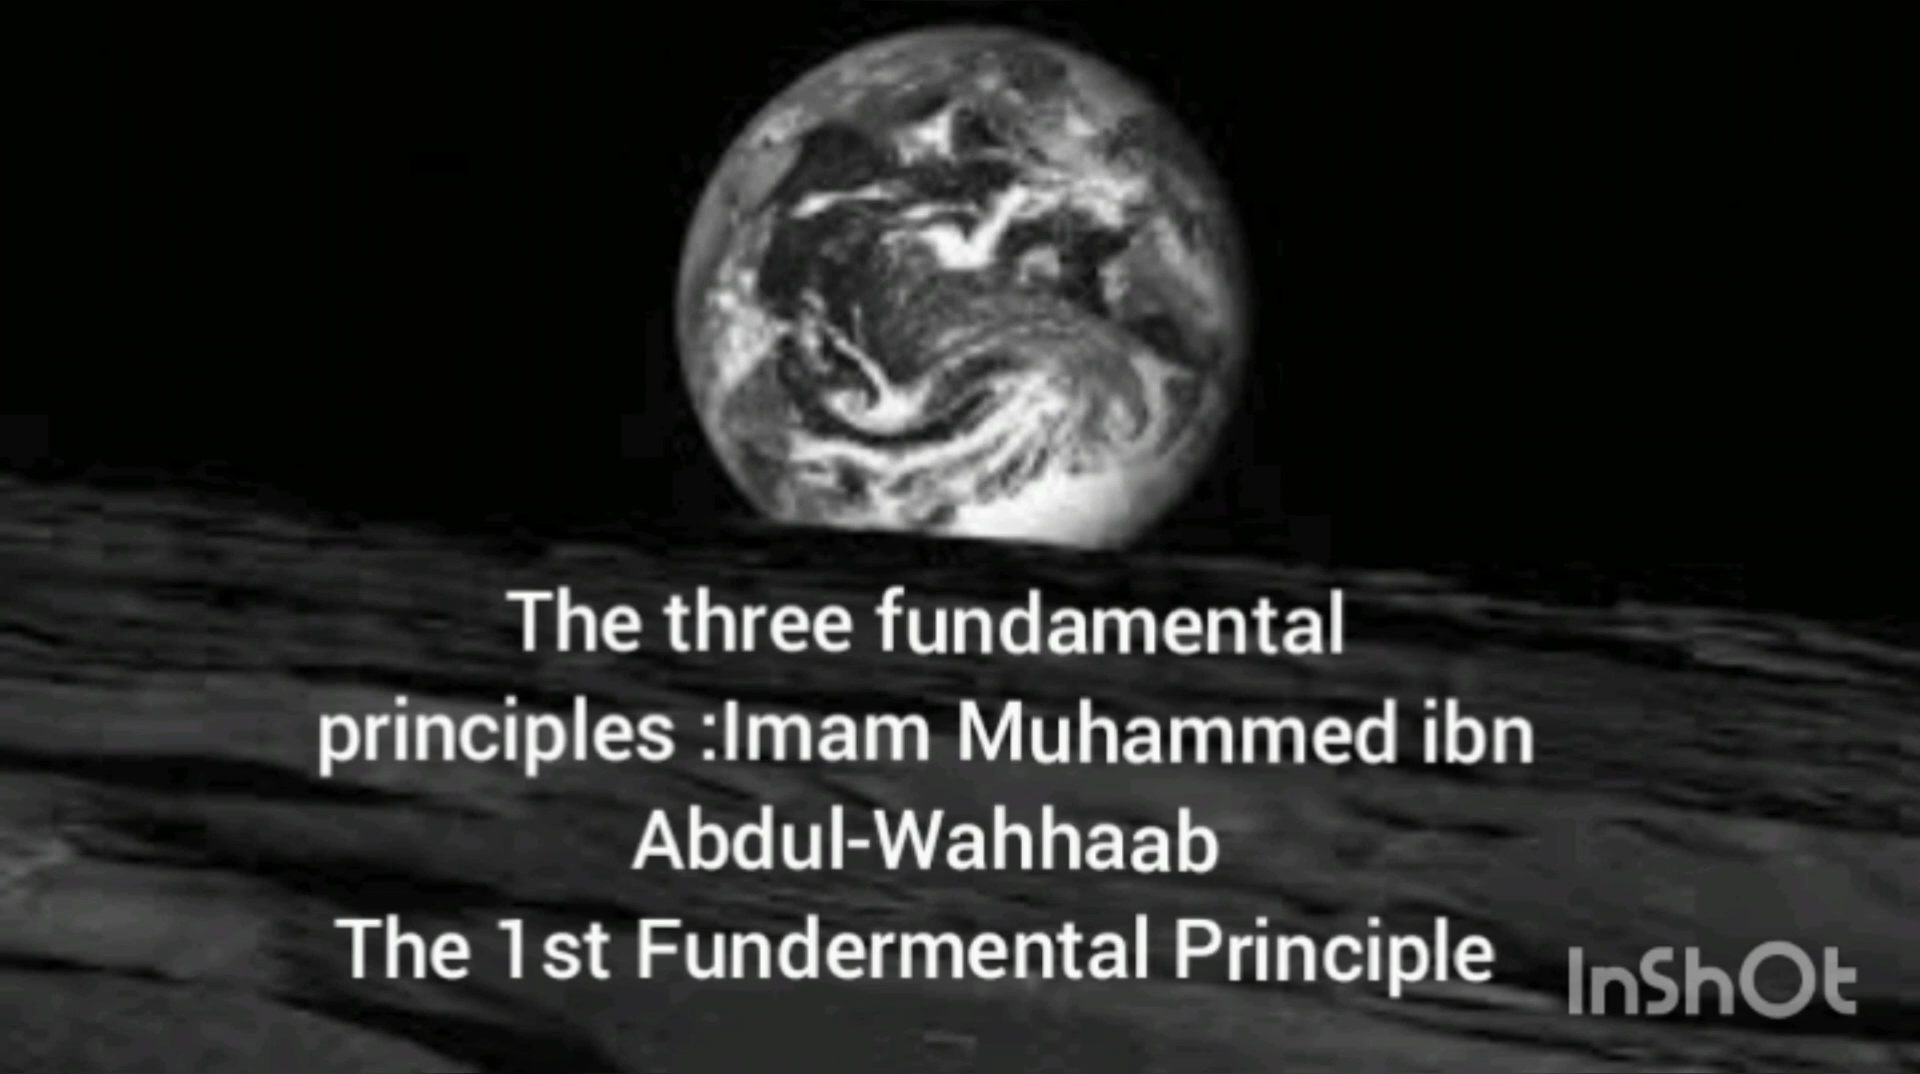 The three fundamental
principles :Imam Muhammed ibn
Abdul-Wahhaab
The 1st Fundermental Principle
InShOt